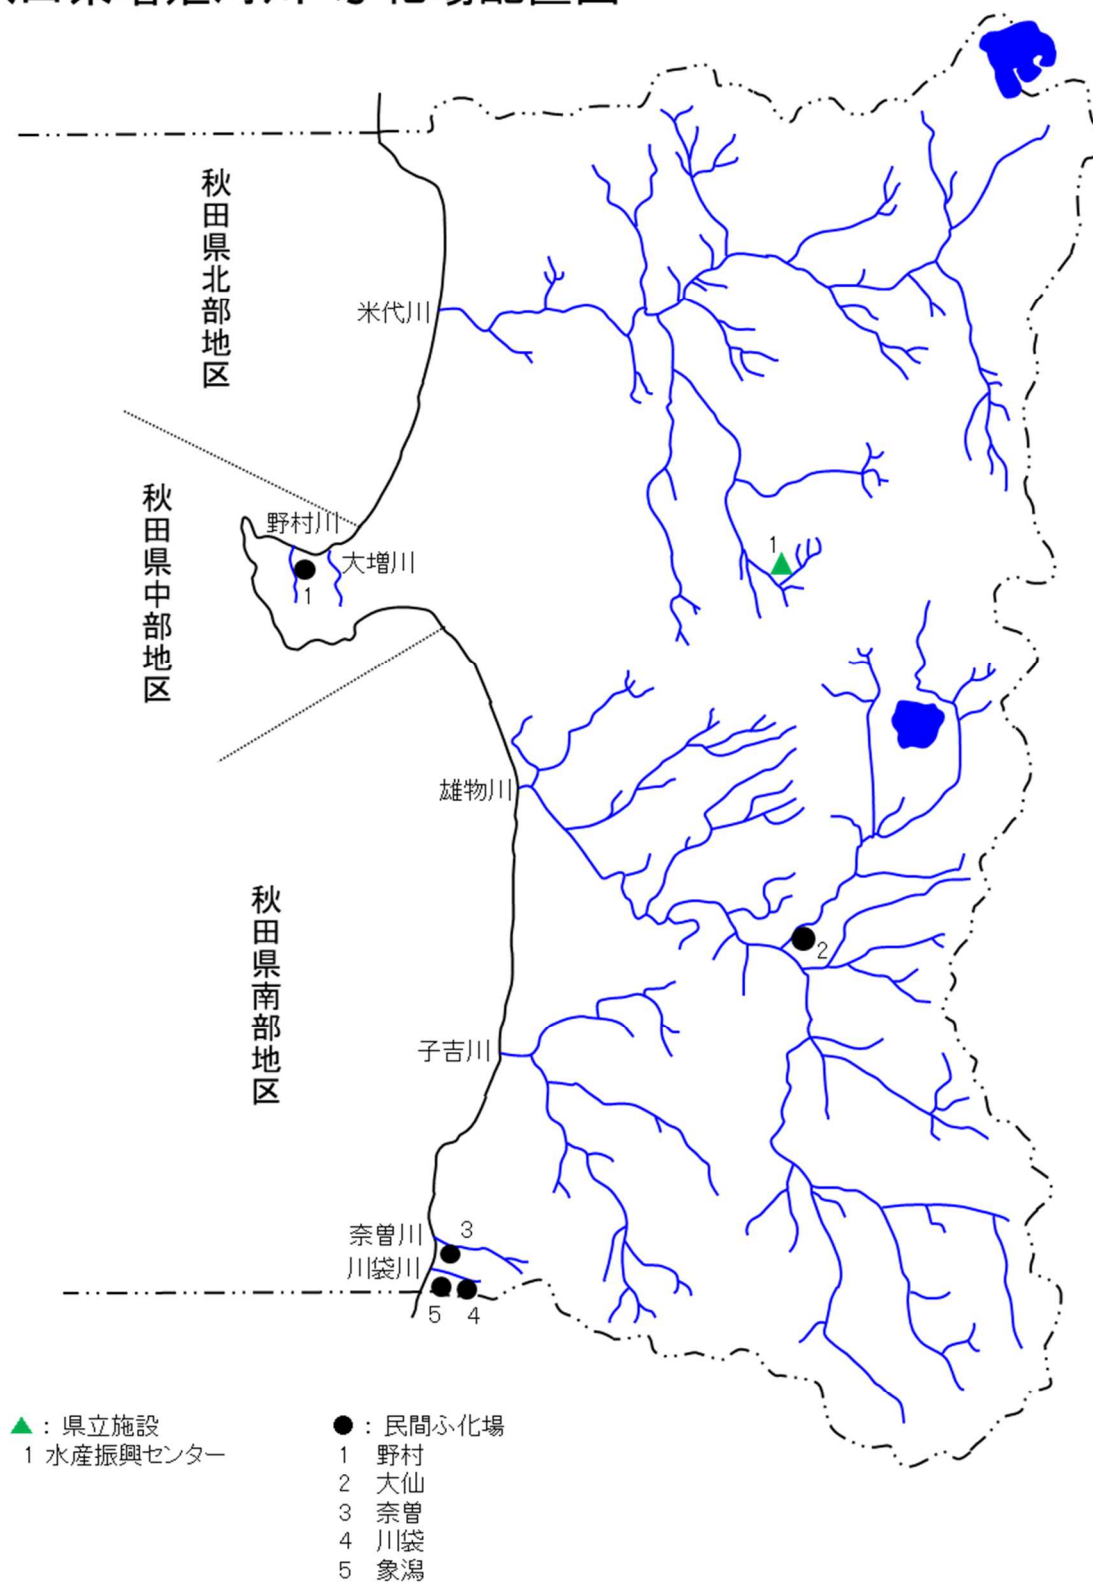 秋田県北部地区
米代川
秋田県中部地区
野村川
大増川
1
1
雄物川
2
秋田県南部地区
子吉川
奈曽川
3
川袋川
5
4
▲：県立施設
1 水産振興センター
●：民間ふ化場
1 野村
2 大仙
3 奈曽
4 川袋
5 象潟